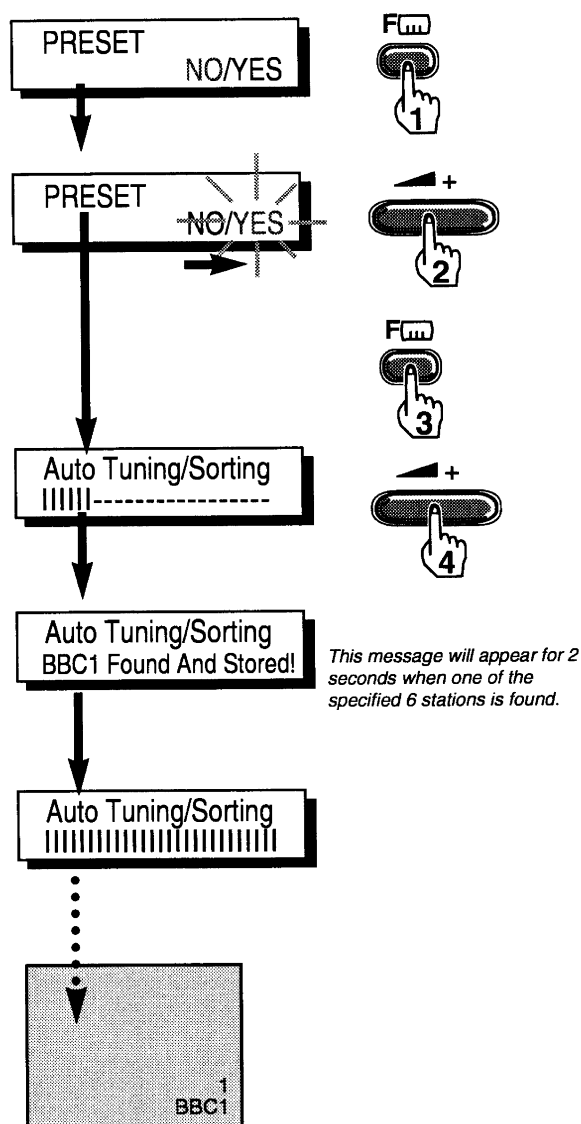 PRESET
NO/YES
F
1
PRESET
NO/YES
+
2
F
3
Auto Tuning/Sorting
+
4
Auto Tuning/Sorting
BBC1 Found And Stored!
This message will appear for 2
seconds when one of the
specified 6 stations is found.
Auto Tuning/Sorting
1
BBC1